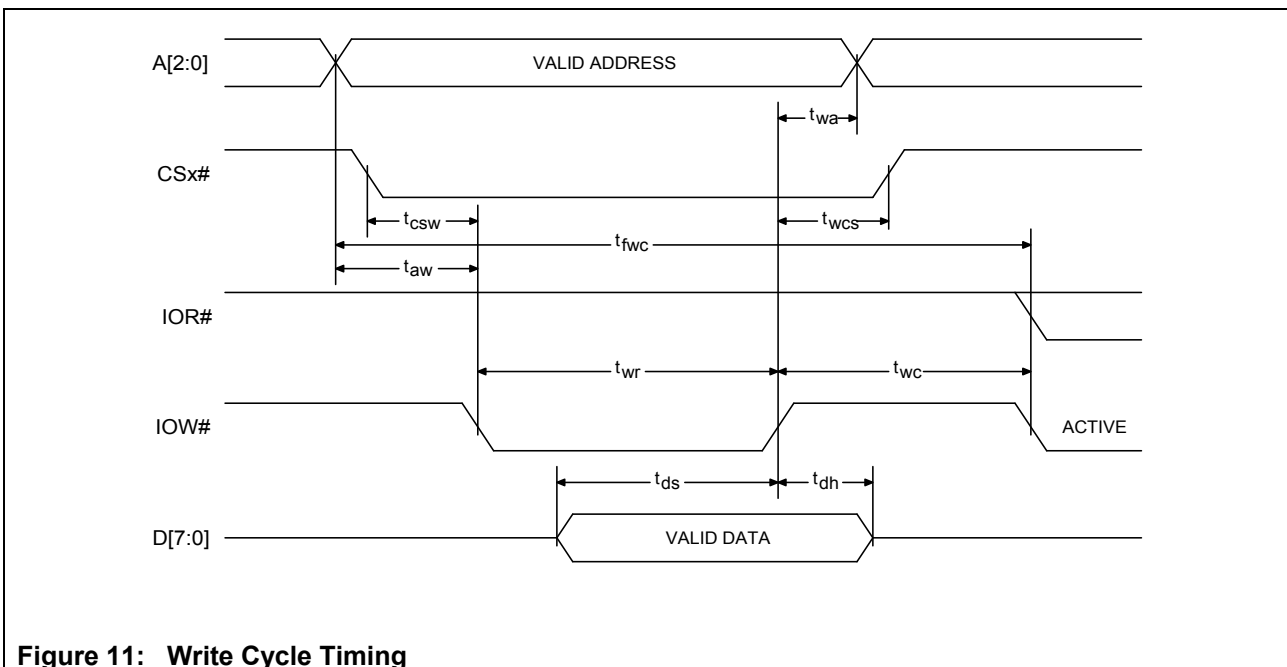 A[2:0]
VALID ADDRESS
twa
CSx#
tcsw
twcs
tfwc
taw
IOR#
twr
twc
IOW#
ACTIVE
tds
tdh
D[7:0]
VALID DATA
Figure 11: Write Cycle Timing